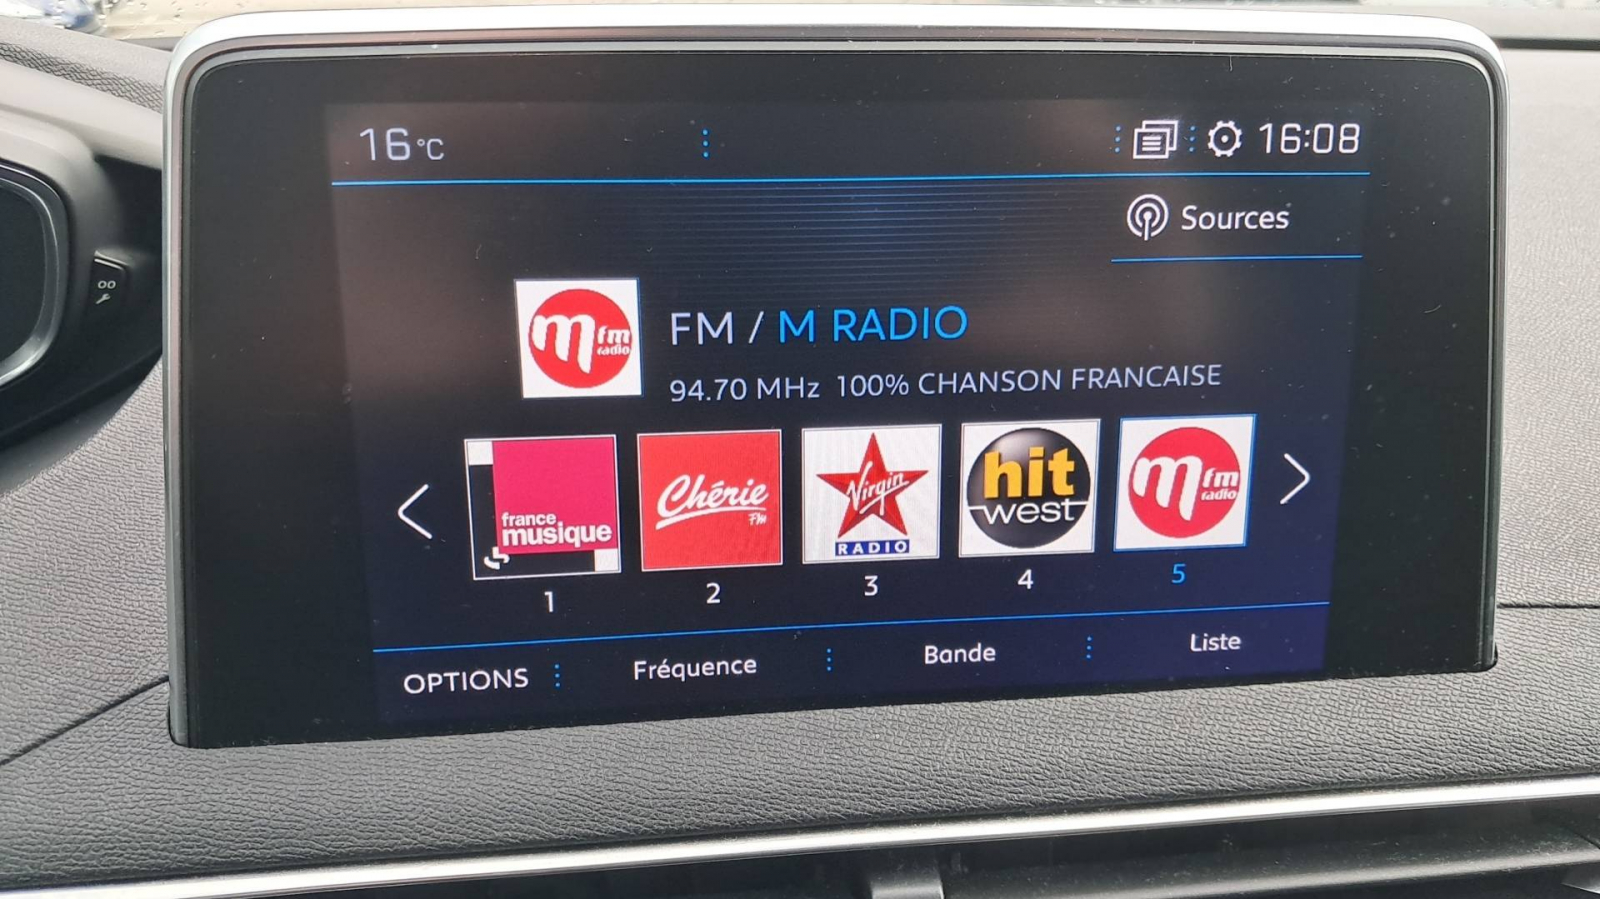 16°C
16:08
Sources
m fm
radio
FM / M RADIO
94.70 MHz 100% CHANSON FRANCAISE
france
musique
Chérie
FM
Virgin
RADIO
hit
west
m fm
radio
1
2
3
4
5
OPTIONS
Fréquence
Bande
Liste